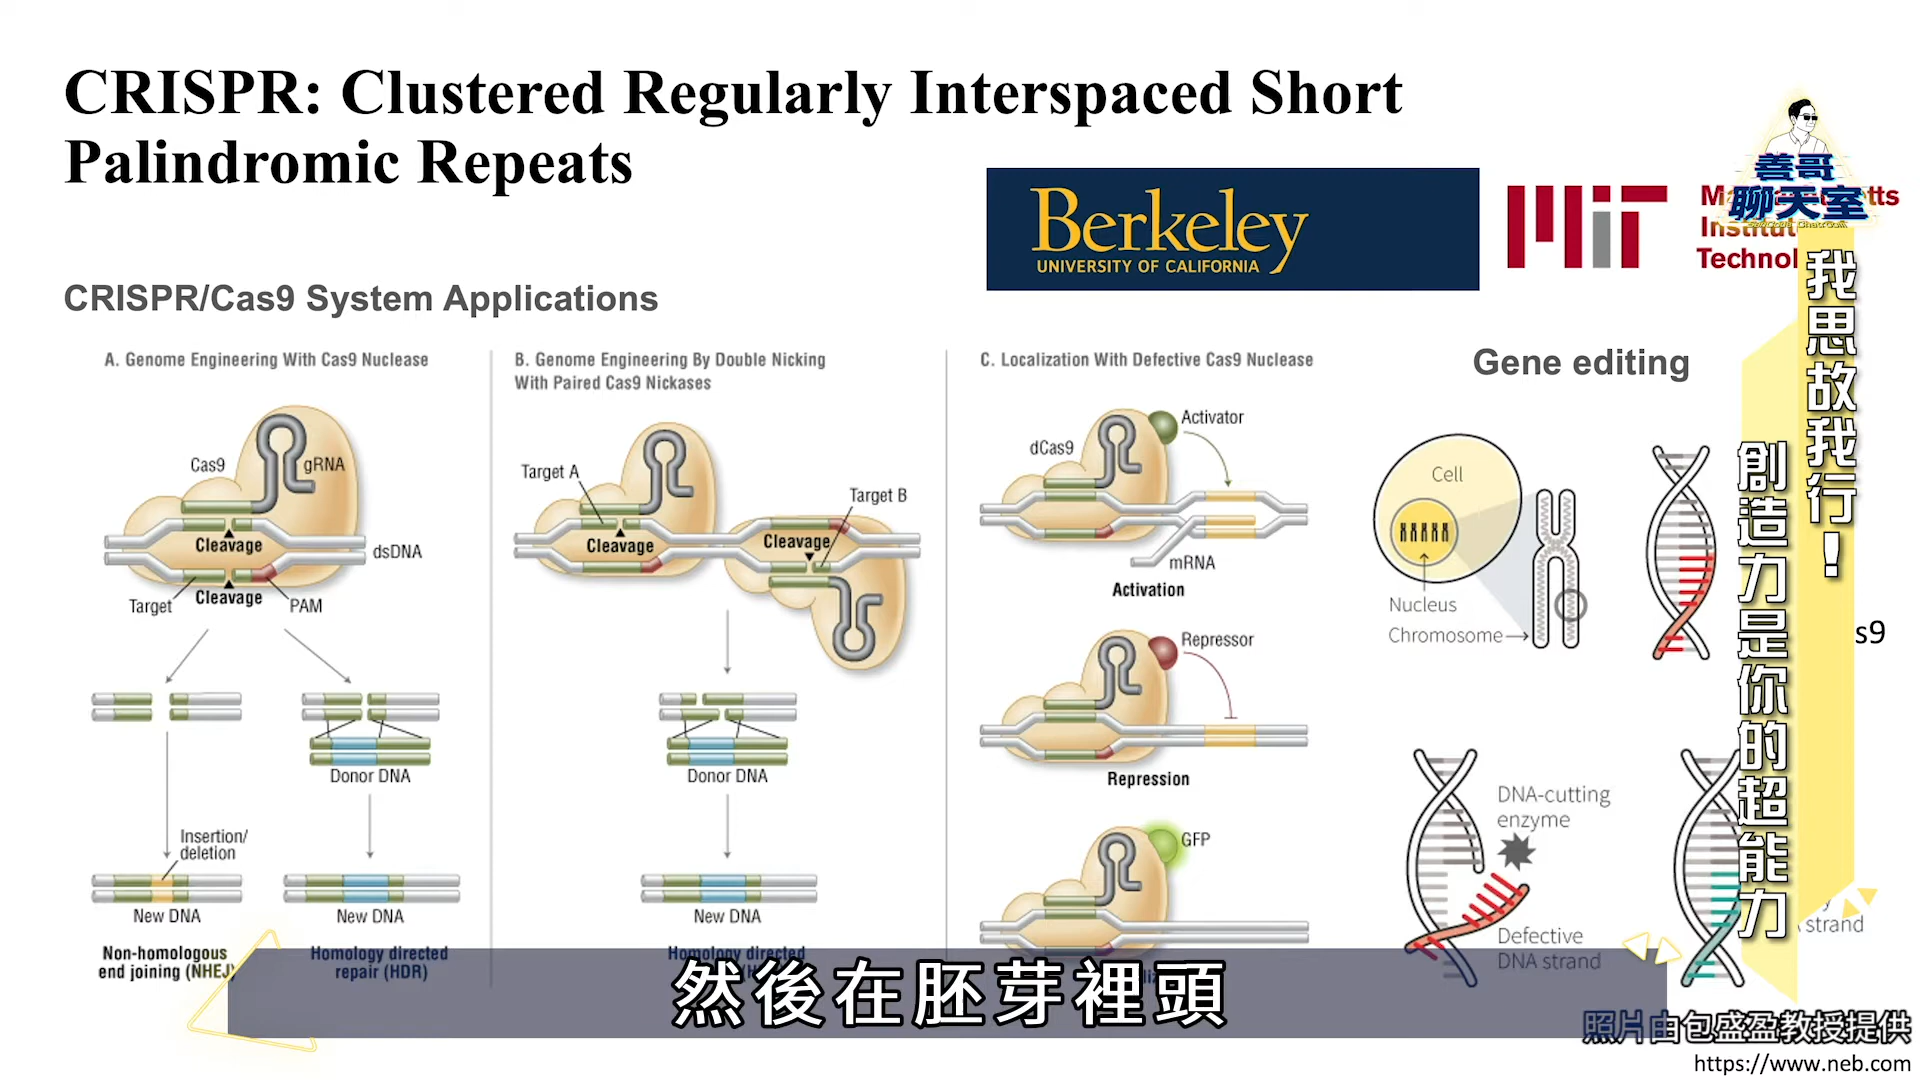 CRISPR: Clustered Regularly Interspaced Short
Palindromic Repeats
Berkeley
UNIVERSITY OF CALIFORNIA
MIT
善哥
聊天室
我思故我行！
創造力是你的超能力
CRISPR/Cas9 System Applications
A. Genome Engineering With Cas9 Nuclease
Cas9
gRNA
Cleavage
dsDNA
Target
Cleavage
PAM
Donor DNA
Insertion/
deletion
New DNA
New DNA
Non-homologous
end joining (NHEJ)
Homology directed
repair (HDR)
B. Genome Engineering By Double Nicking
With Paired Cas9 Nickases
Target A
Target B
Cleavage
Cleavage
Donor DNA
New DNA
Homology directed
C. Localization With Defective Cas9 Nuclease
dCas9
Activator
mRNA
Activation
Repressor
Repression
GFP
Gene editing
Cell
Nucleus
Chromosome
s9
DNA-cutting
enzyme
Defective
DNA strand
strand
然後在胚芽裡頭
照片由包盛盈教授提供
https://www.neb.com